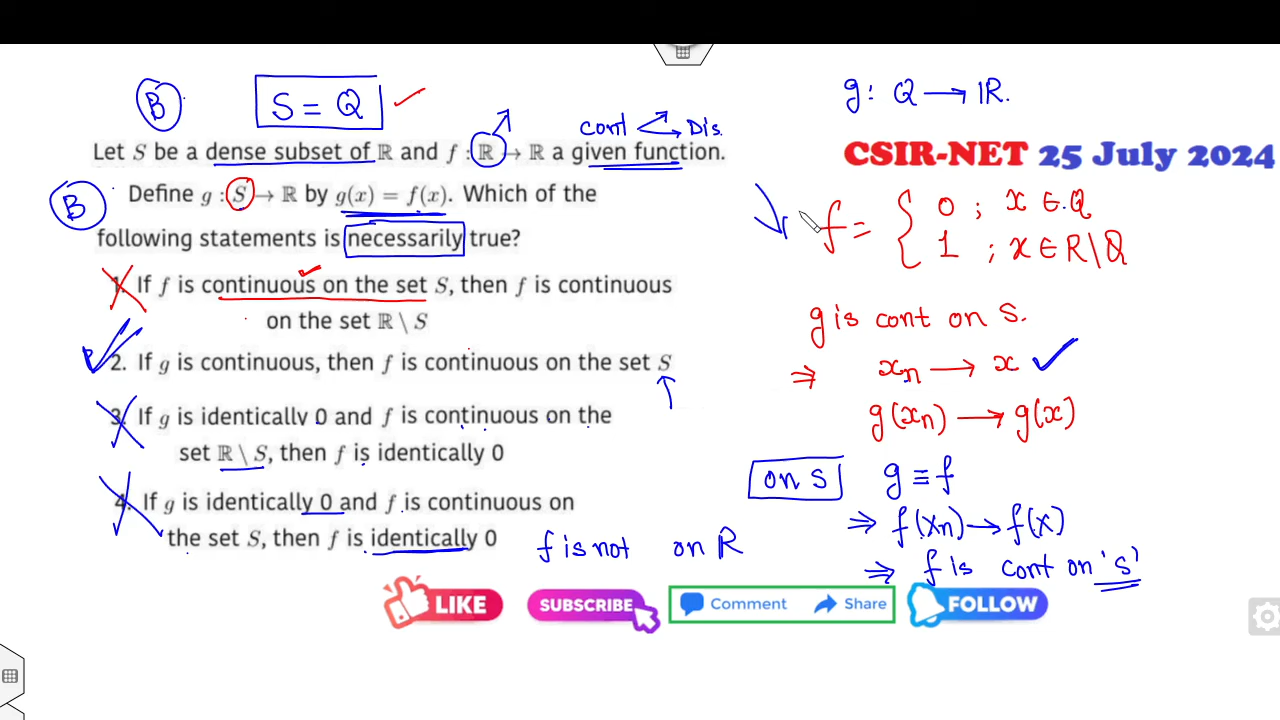 B
S = Q
g: Q → IR.
cont Dis.
Let S be a dense subset of ℝ and f : ℝ → ℝ a given function.
CSIR-NET 25 July 2024
B
Define g : S → ℝ by g(x) = f(x). Which of the
following statements is necessarily true?
f = { 0 ; x ∈ Q
1 ; x ∈ R\Q
1. If f is continuous on the set S, then f is continuous
on the set ℝ \ S
g is cont on S.
2. If g is continuous, then f is continuous on the set S
⇒ xn → x
3. If g is identically 0 and f is continuous on the
set ℝ \ S, then f is identically 0
g(xn) → g(x)
on S g ≡ f
4. If g is identically 0 and f is continuous on
the set S, then f is identically 0
⇒ f(xn) → f(x)
f is not on R
⇒ f is cont on 's'
LIKE
SUBSCRIBE
Comment
Share
FOLLOW